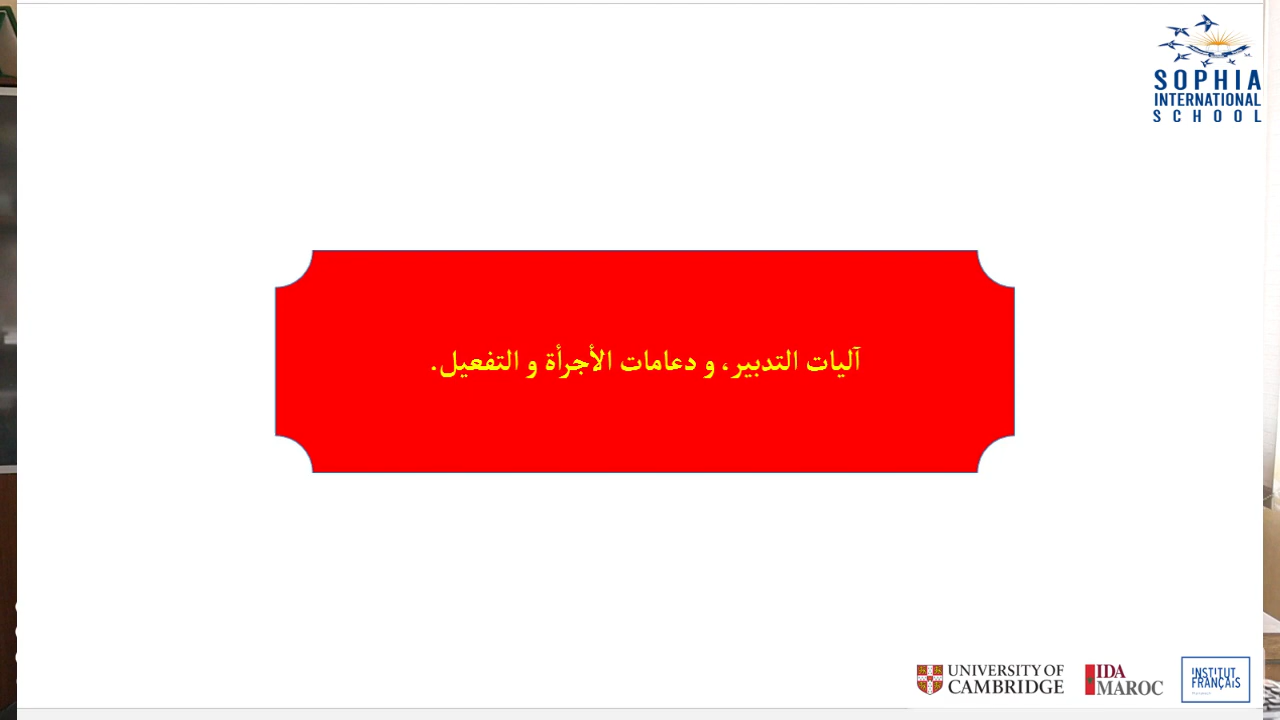 SOPHIA
INTERNATIONAL
SCHOOL
آليات التدبير، و دعامات الأجرأة و التفعيل.
UNIVERSITY OF
CAMBRIDGE
IDA
MAROC
INSTITUT
FRANÇAIS